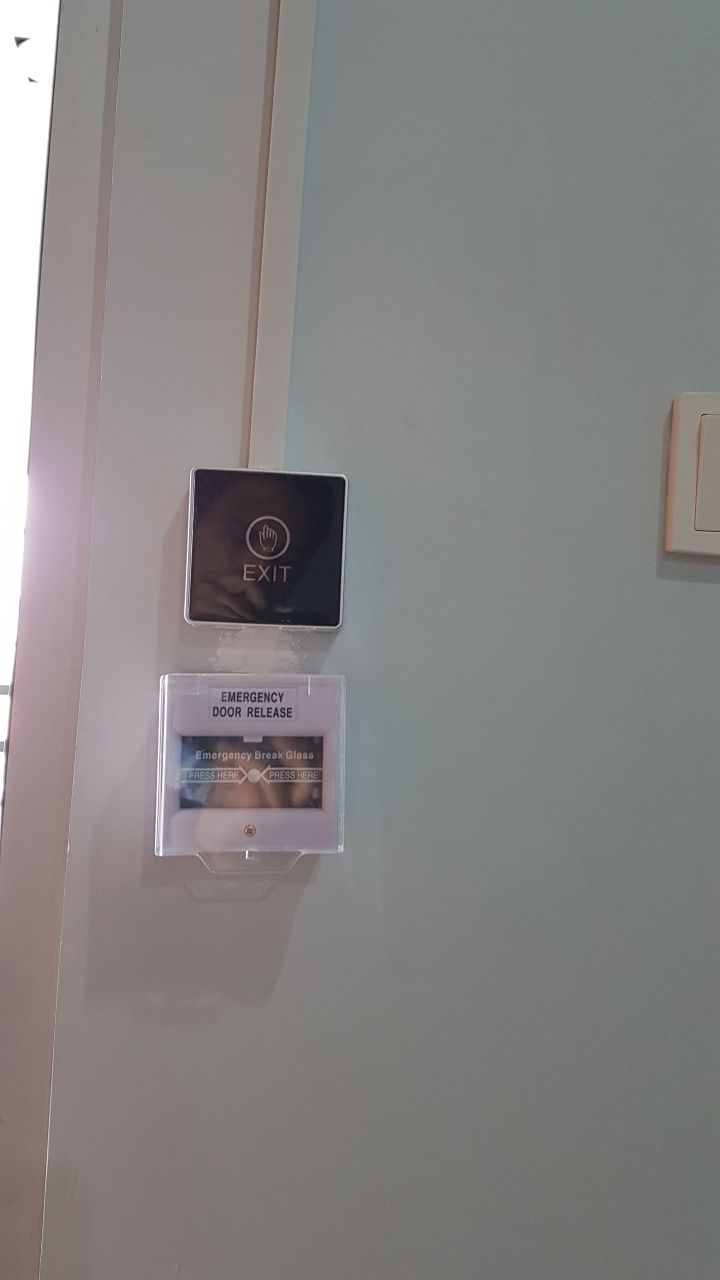 EXIT
EMERGENCY
DOOR RELEASE
Emergency Break Glass
PRESS HERE PRESS HERE